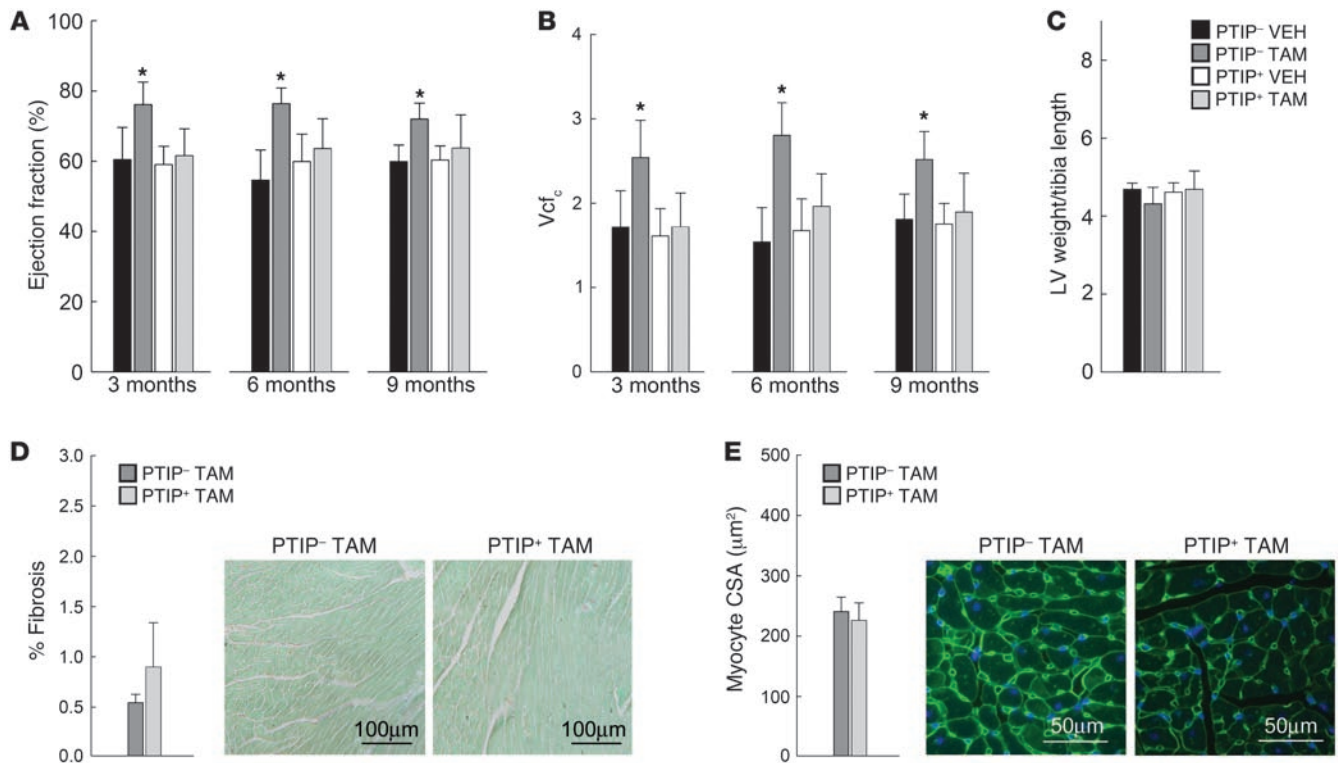 A
Ejection fraction (%)
100
80
60
40
20
0
* * *
3 months 6 months 9 months
B
Vcfc
4
3
2
1
0
* * *
3 months 6 months 9 months
C
LV weight/tibia length
8
6
4
2
0
PTIP– VEH
PTIP– TAM
PTIP+ VEH
PTIP+ TAM
D
% Fibrosis
3.0
2.5
2.0
1.5
1.0
0.5
0.0
PTIP– TAM
PTIP+ TAM
PTIP– TAM
100µm
PTIP+ TAM
100µm
E
Myocyte CSA (µm²)
500
400
300
200
100
0
PTIP– TAM
PTIP+ TAM
PTIP– TAM
50µm
PTIP+ TAM
50µm